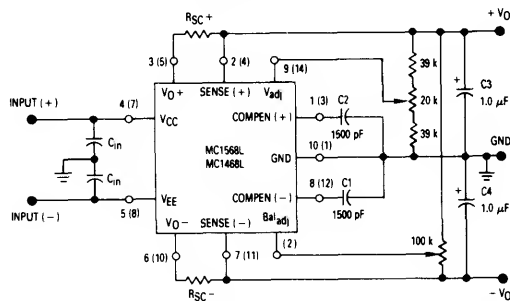 RSC+
+ VO
3 (5)
2 (4)
9 (14)
VO+
SENSE (+)
Vadj
39 k
INPUT (+)
4 (7)
VCC
COMPEN (+)
1 (3)
C2
1500 pF
20 k
+
C3
1.0 µF
Cin
MC1568L
MC1468L
GND
10 (1)
39 k
GND
Cin
COMPEN (−)
8 (12)
C1
1500 pF
+
C4
1.0 µF
INPUT (−)
5 (8)
VEE
VO−
SENSE (−)
Baladj
(2)
100 k
6 (10)
7 (11)
RSC−
− VO